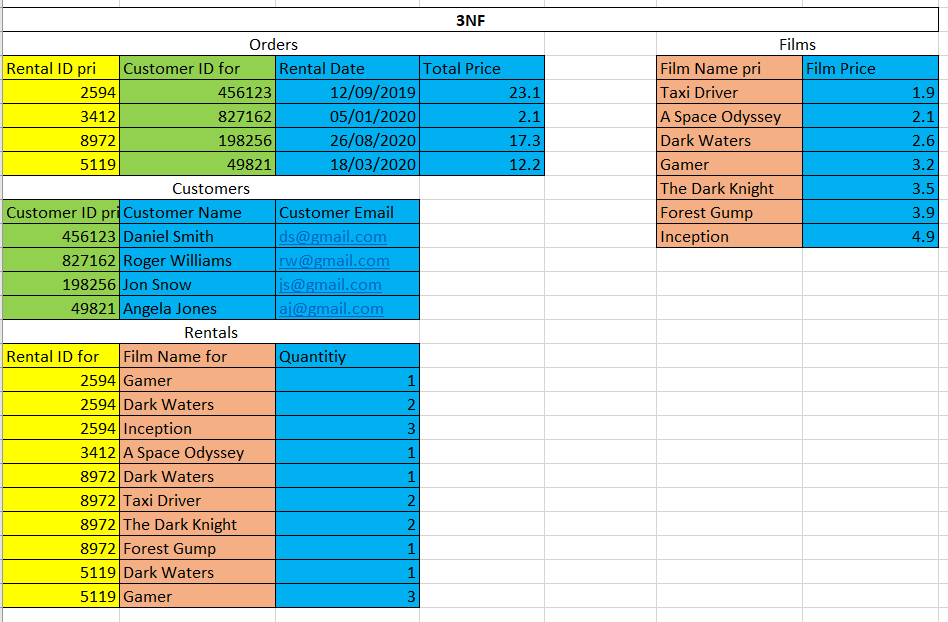 3NF
Orders Films
Rental ID pri Customer ID for Rental Date Total Price Film Name pri Film Price
2594 456123 12/09/2019 23.1 Taxi Driver 1.9
3412 827162 05/01/2020 2.1 A Space Odyssey 2.1
8972 198256 26/08/2020 17.3 Dark Waters 2.6
5119 49821 18/03/2020 12.2 Gamer 3.2
Customers The Dark Knight 3.5
Customer ID pri Customer Name Customer Email Forest Gump 3.9
456123 Daniel Smith ds@gmail.com Inception 4.9
827162 Roger Williams rw@gmail.com
198256 Jon Snow js@gmail.com
49821 Angela Jones aj@gmail.com
Rentals
Rental ID for Film Name for Quantitiy
2594 Gamer 1
2594 Dark Waters 2
2594 Inception 3
3412 A Space Odyssey 1
8972 Dark Waters 1
8972 Taxi Driver 2
8972 The Dark Knight 2
8972 Forest Gump 1
5119 Dark Waters 1
5119 Gamer 3